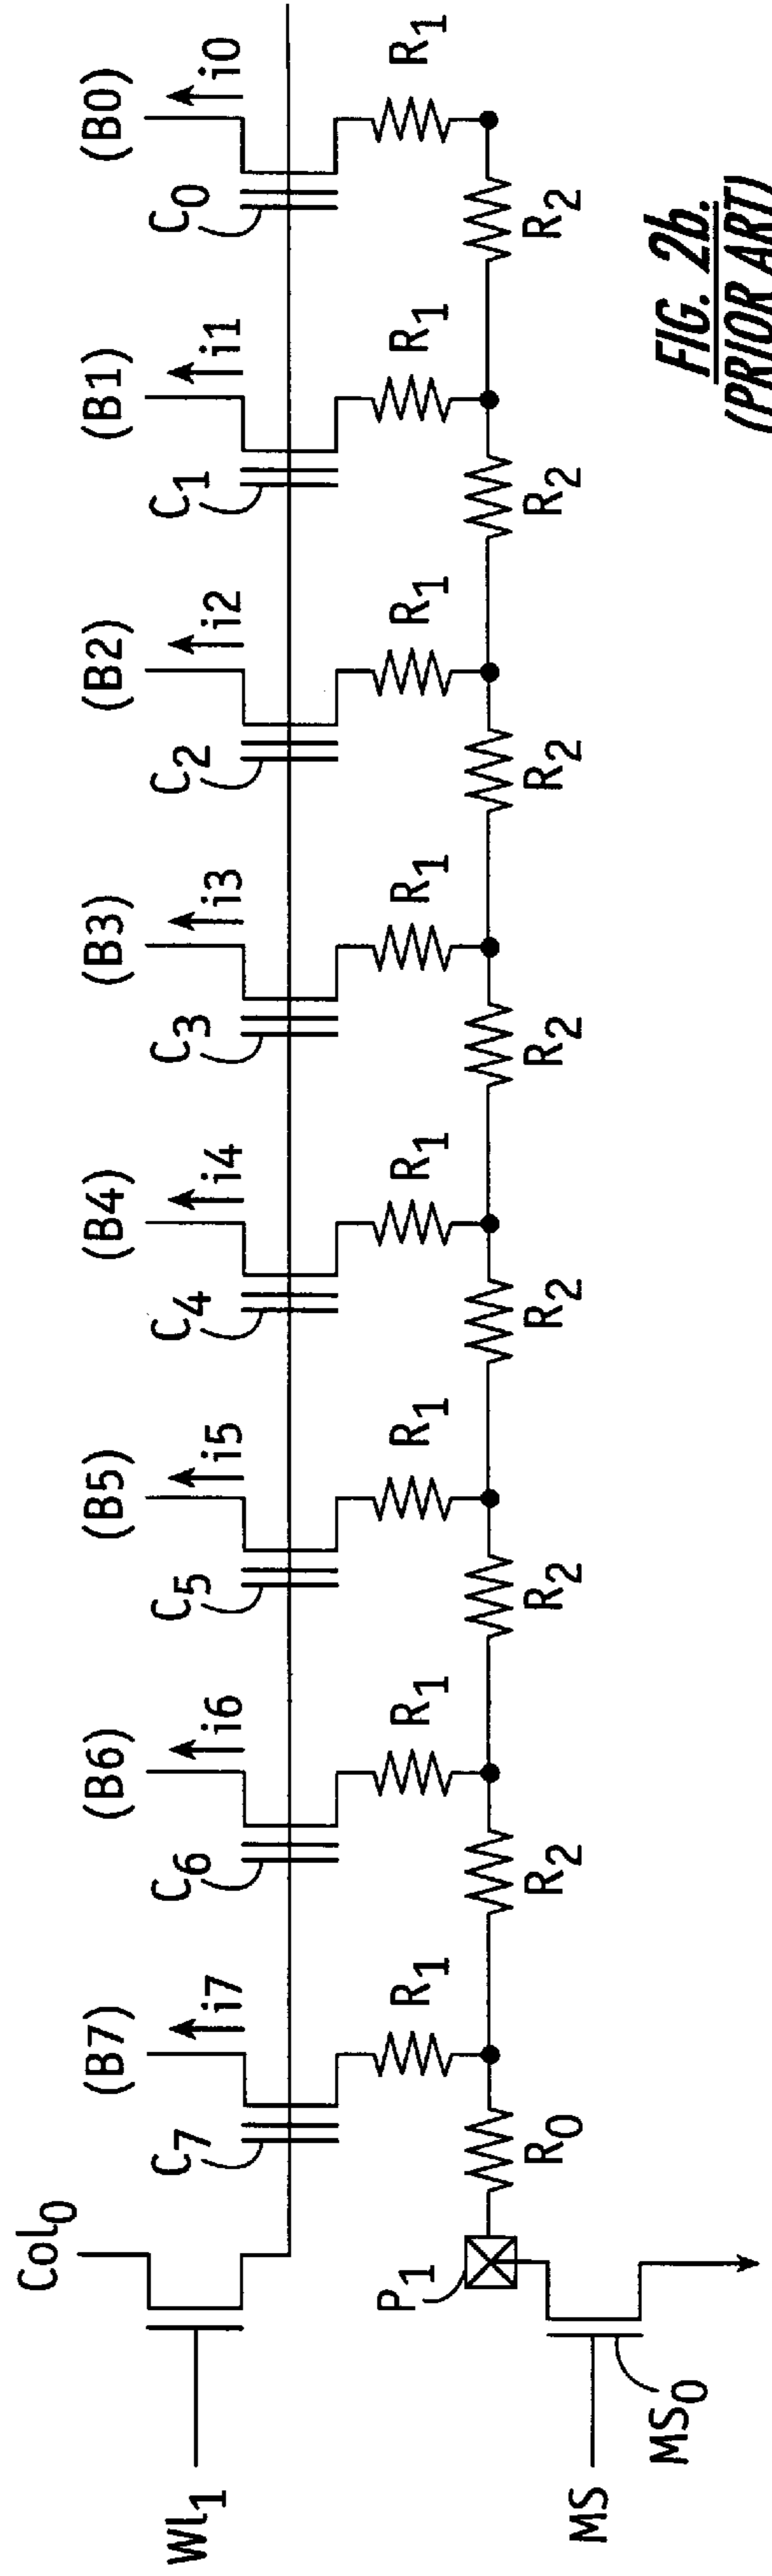 (B7) (B6) (B5) (B4) (B3) (B2) (B1) (B0)
i7 i6 i5 i4 i3 i2 i1 i0
Col0
C7 C6 C5 C4 C3 C2 C1 C0
Wl1
R1 R1 R1 R1 R1 R1 R1 R1
P1
R0 R2 R2 R2 R2 R2 R2 R2
MS
MS0
FIG. 2b.
(PRIOR ART)